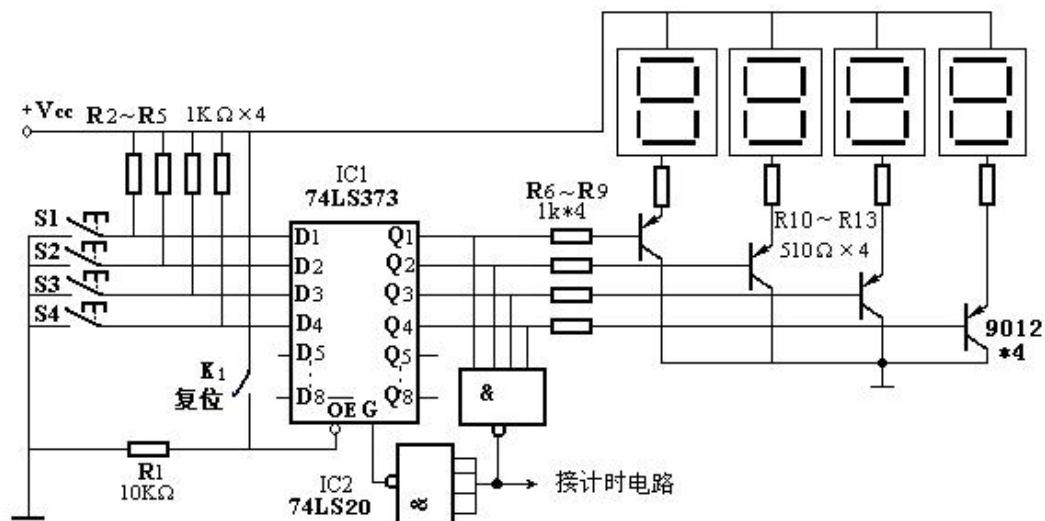 +Vcc
R2~R5 1KΩ×4
IC1
74LS373
R6~R9
1k*4
R10~R13
510Ω×4
S1
S2
S3
S4
D1 Q1
D2 Q2
D3 Q3
D4 Q4
D5 Q5
D8 Q8
OE G
K1
复位
&
9012
*4
R1
10KΩ
IC2
74LS20
&
接计时电路